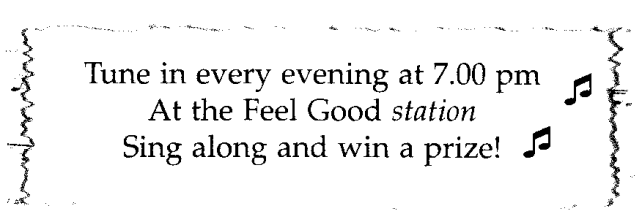 Tune in every evening at 7.00 pm
At the Feel Good station
Sing along and win a prize!